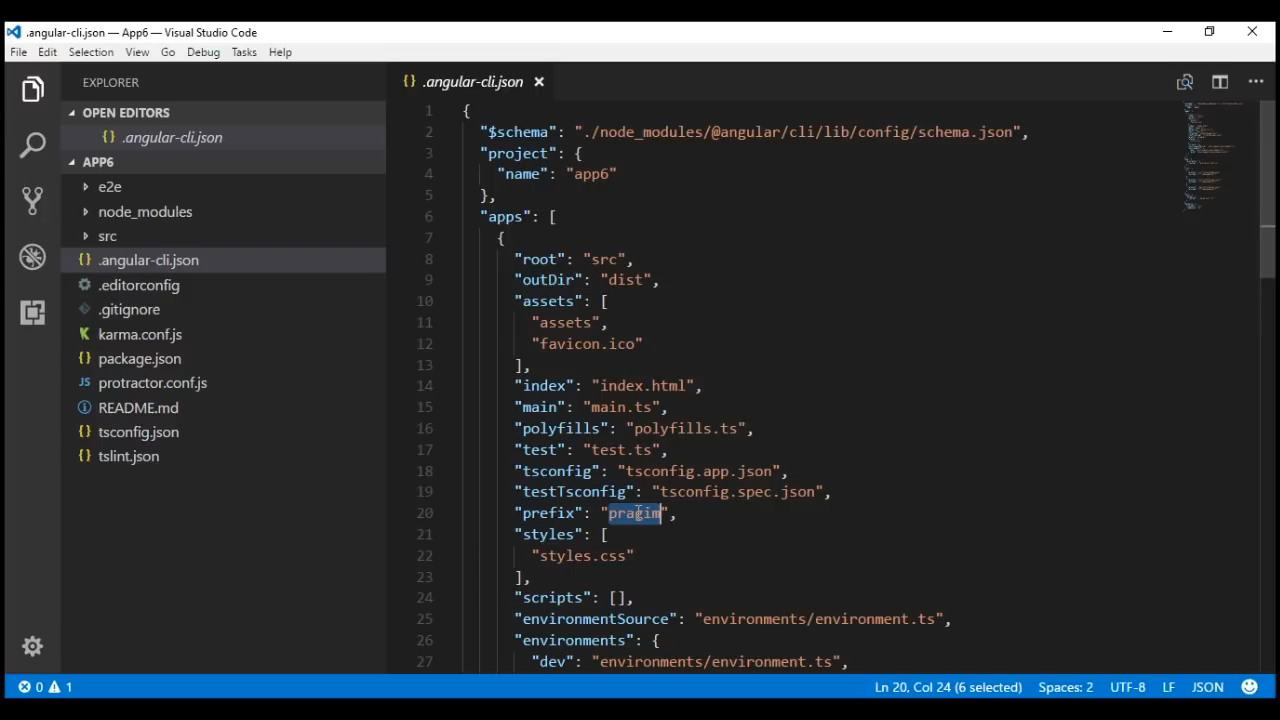 .angular-cli.json — App6 — Visual Studio Code
File Edit Selection View Go Debug Tasks Help
EXPLORER
OPEN EDITORS
{} .angular-cli.json
APP6
e2e
node_modules
src
{} .angular-cli.json
.editorconfig
.gitignore
karma.conf.js
{} package.json
JS protractor.conf.js
README.md
{} tsconfig.json
{} tslint.json
{} .angular-cli.json
1 {
2 "$schema": "./node_modules/@angular/cli/lib/config/schema.json",
3 "project": {
4 "name": "app6"
5 },
6 "apps": [
7 {
8 "root": "src",
9 "outDir": "dist",
10 "assets": [
11 "assets",
12 "favicon.ico"
13 ],
14 "index": "index.html",
15 "main": "main.ts",
16 "polyfills": "polyfills.ts",
17 "test": "test.ts",
18 "tsconfig": "tsconfig.app.json",
19 "testTsconfig": "tsconfig.spec.json",
20 "prefix": "pragim",
21 "styles": [
22 "styles.css"
23 ],
24 "scripts": [],
25 "environmentSource": "environments/environment.ts",
26 "environments": {
27 "dev": "environments/environment.ts",
0 1 Ln 20, Col 24 (6 selected) Spaces: 2 UTF-8 LF JSON